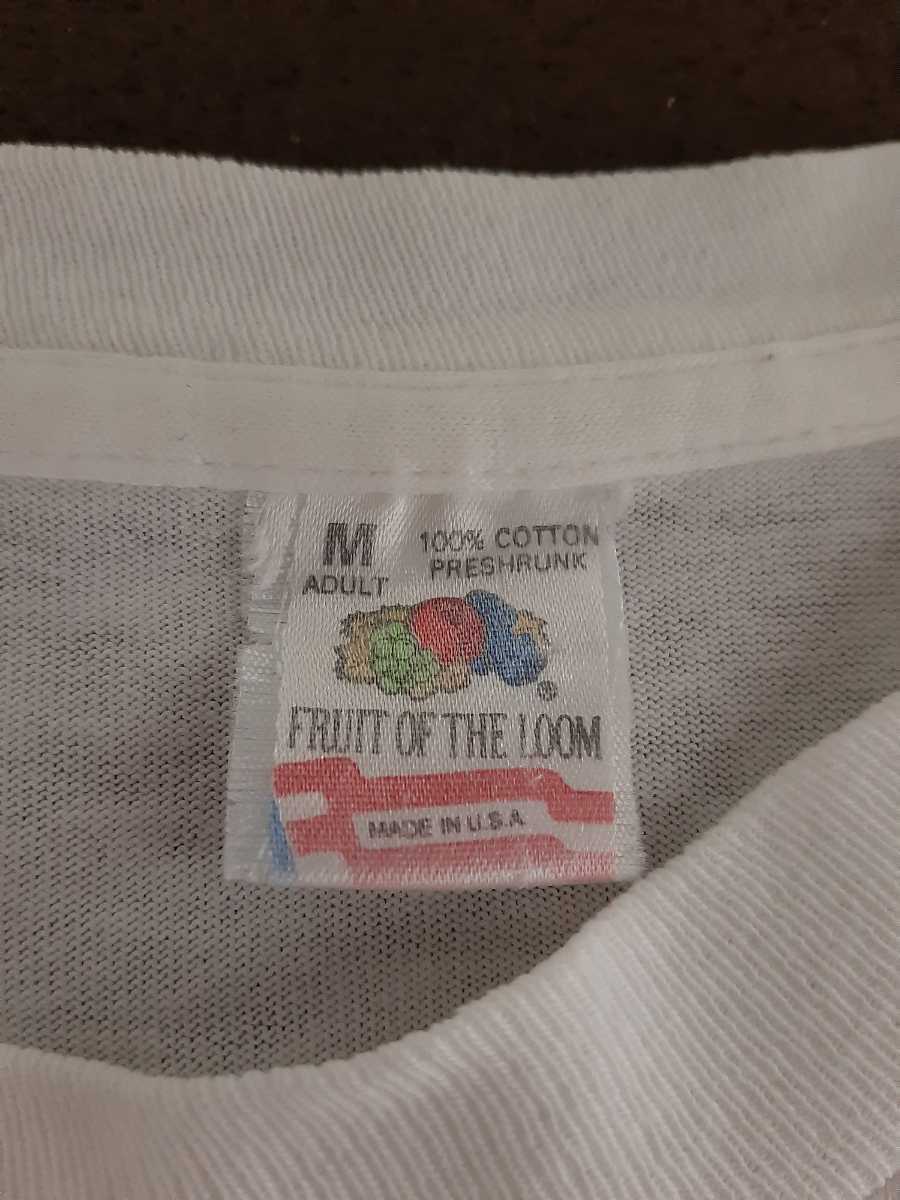 M
ADULT
100% COTTON
PRESHRUNK
®
FRUIT OF THE LOOM
MADE IN U.S.A.